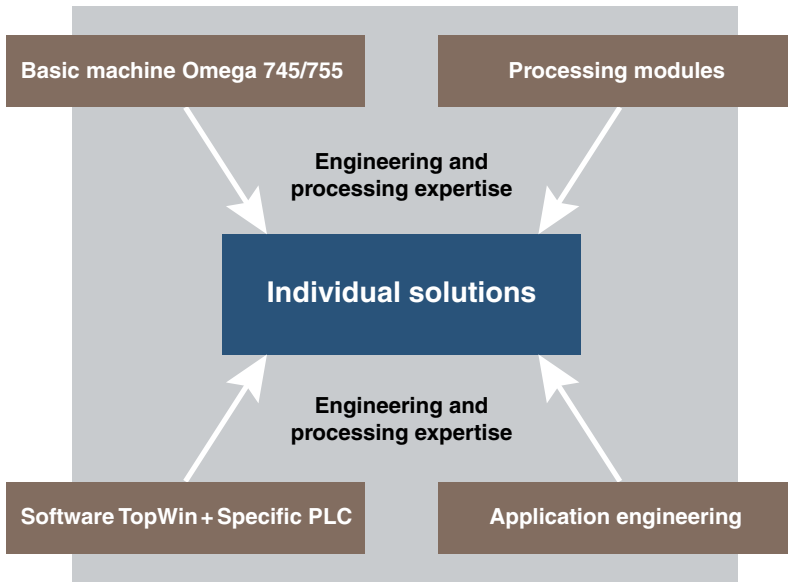 Basic machine Omega 745/755
Processing modules
Engineering and
processing expertise
Individual solutions
Engineering and
processing expertise
Software TopWin + Specific PLC
Application engineering